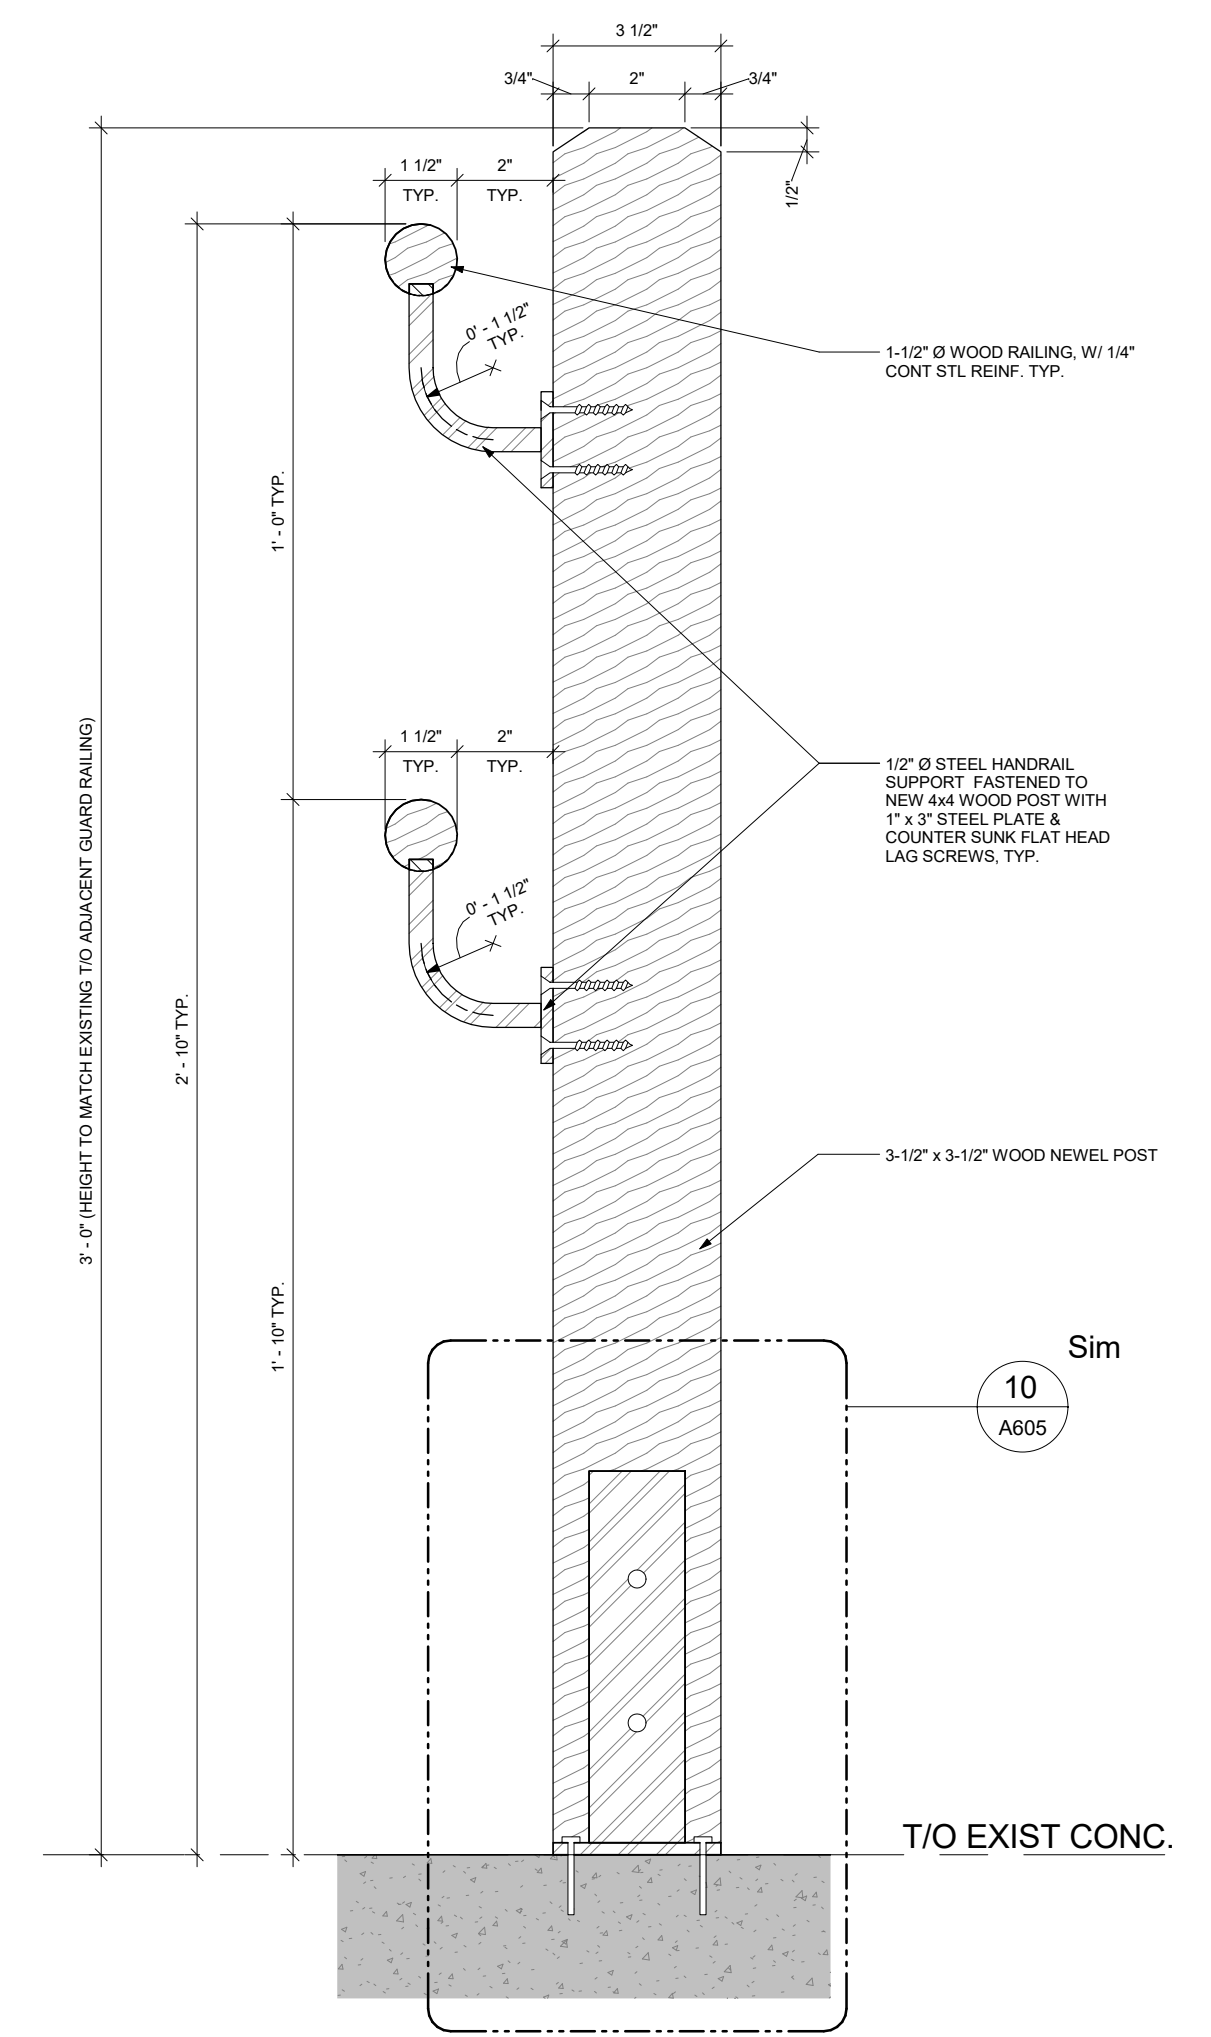 3 1/2"
3/4"
2"
3/4"
1/2"
1 1/2"
TYP.
2"
TYP.
0' - 1 1/2"
TYP.
1-1/2" Ø WOOD RAILING, W/ 1/4"
CONT STL REINF. TYP.
1' - 0" TYP.
3' - 0" (HEIGHT TO MATCH EXISTING T/O ADJACENT GUARD RAILING)
2' - 10" TYP.
1 1/2"
TYP.
2"
TYP.
0' - 1 1/2"
TYP.
1/2" Ø STEEL HANDRAIL
SUPPORT FASTENED TO
NEW 4x4 WOOD POST WITH
1" x 3" STEEL PLATE &
COUNTER SUNK FLAT HEAD
LAG SCREWS, TYP.
3-1/2" x 3-1/2" WOOD NEWEL POST
1' - 10" TYP.
Sim
10
A605
T/O EXIST CONC.